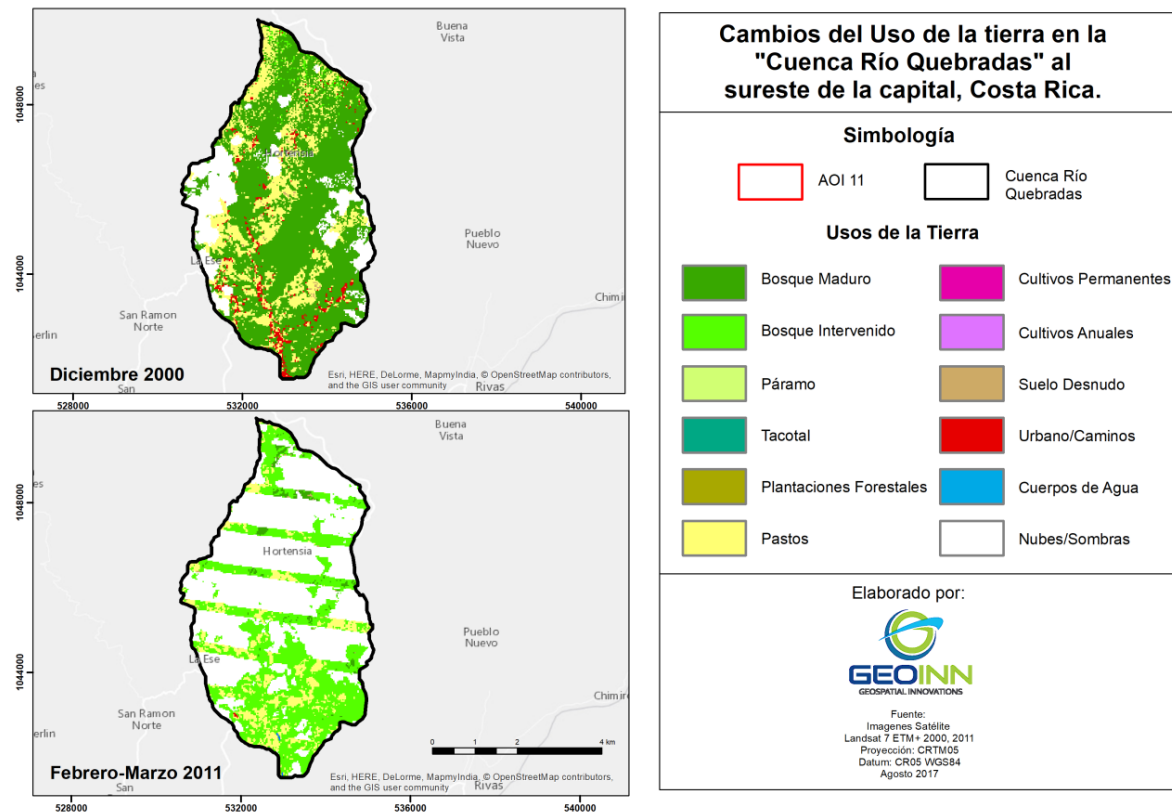 Buena
Vista
1048000
Hortensia
Pueblo
Nuevo
La Ese
1044000
Chimir
San Ramon
Norte
erlin
Diciembre 2000
San
Esri, HERE, DeLorme, MapmyIndia, © OpenStreetMap contributors,
and the GIS user community
Rivas
528000 532000 536000 540000
Buena
Vista
1048000
Hortensia
Pueblo
Nuevo
La Ese
1044000
Chimiro
San Ramon
Norte
erlin
0 1 2 4 km
Febrero-Marzo 2011
San
Esri, HERE, DeLorme, MapmyIndia, © OpenStreetMap contributors,
and the GIS user community
Rivas
528000 532000 536000 540000
Cambios del Uso de la tierra en la
"Cuenca Río Quebradas" al
sureste de la capital, Costa Rica.
Simbología
AOI 11
Cuenca Río
Quebradas
Usos de la Tierra
Bosque Maduro
Cultivos Permanentes
Bosque Intervenido
Cultivos Anuales
Páramo
Suelo Desnudo
Tacotal
Urbano/Caminos
Plantaciones Forestales
Cuerpos de Agua
Pastos
Nubes/Sombras
Elaborado por:
GEOINN
GEOSPATIAL INNOVATIONS
Fuente:
Imagenes Satélite
Landsat 7 ETM+ 2000, 2011
Proyección: CRTM05
Datum: CR05 WGS84
Agosto 2017